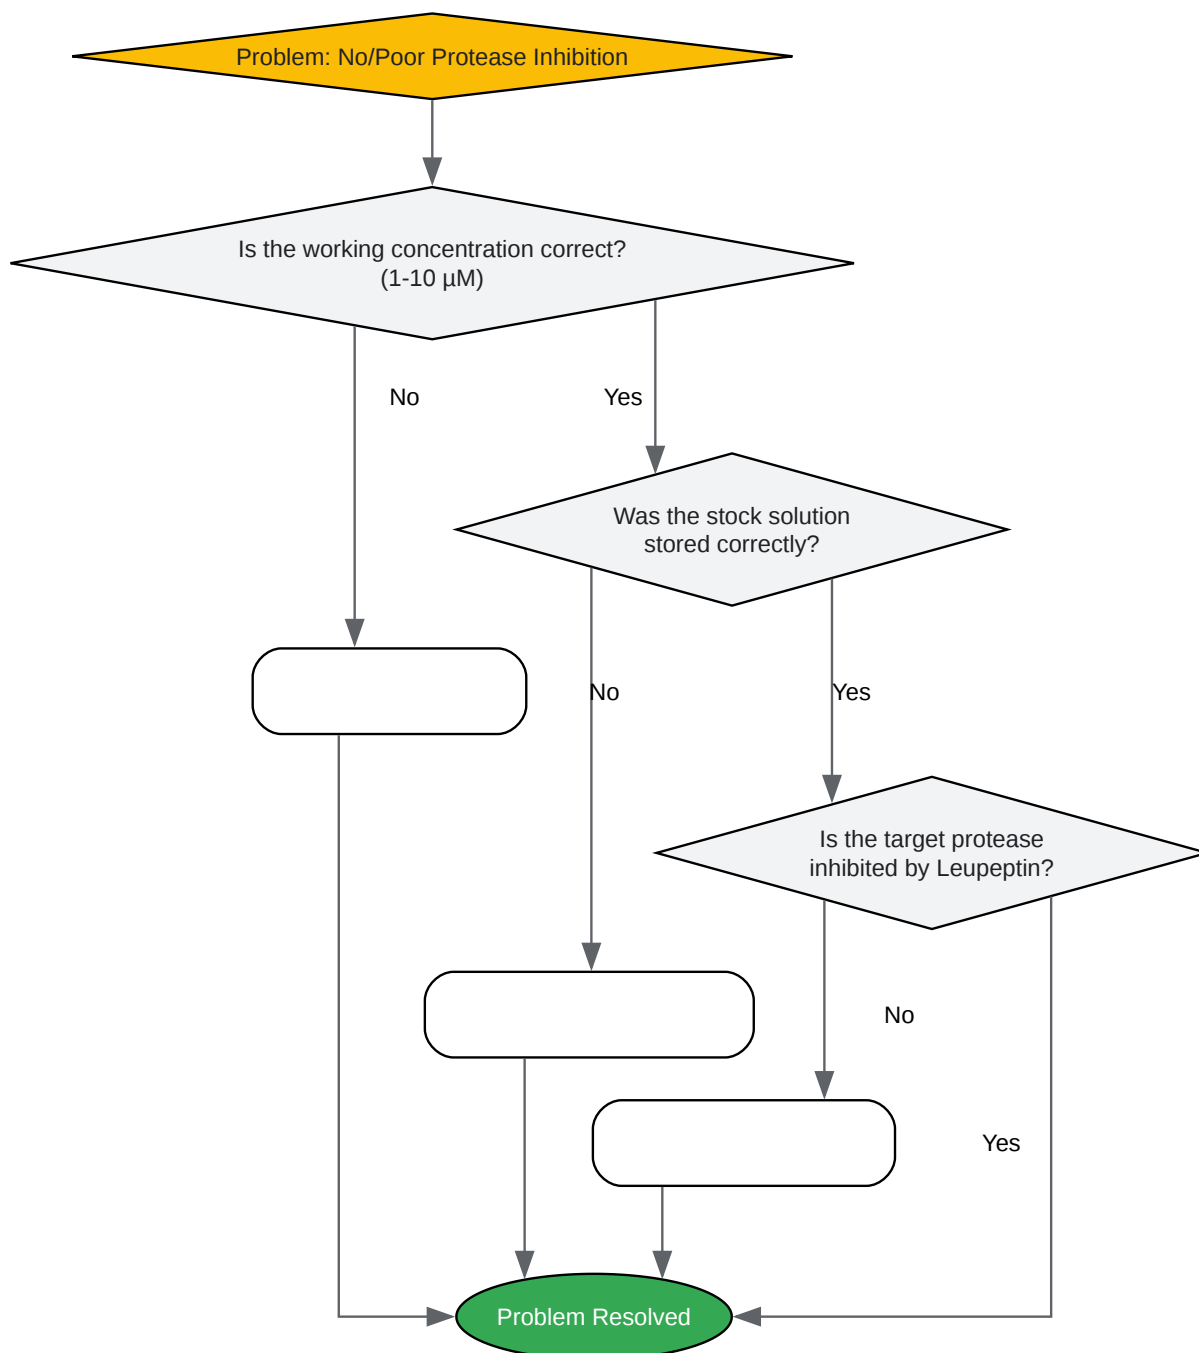 Problem: No/Poor Protease Inhibition
Is the working concentration correct?
(1-10 µM)
No
Yes
Was the stock solution
stored correctly?
No
Yes
Is the target protease
inhibited by Leupeptin?
No
Yes
Problem Resolved